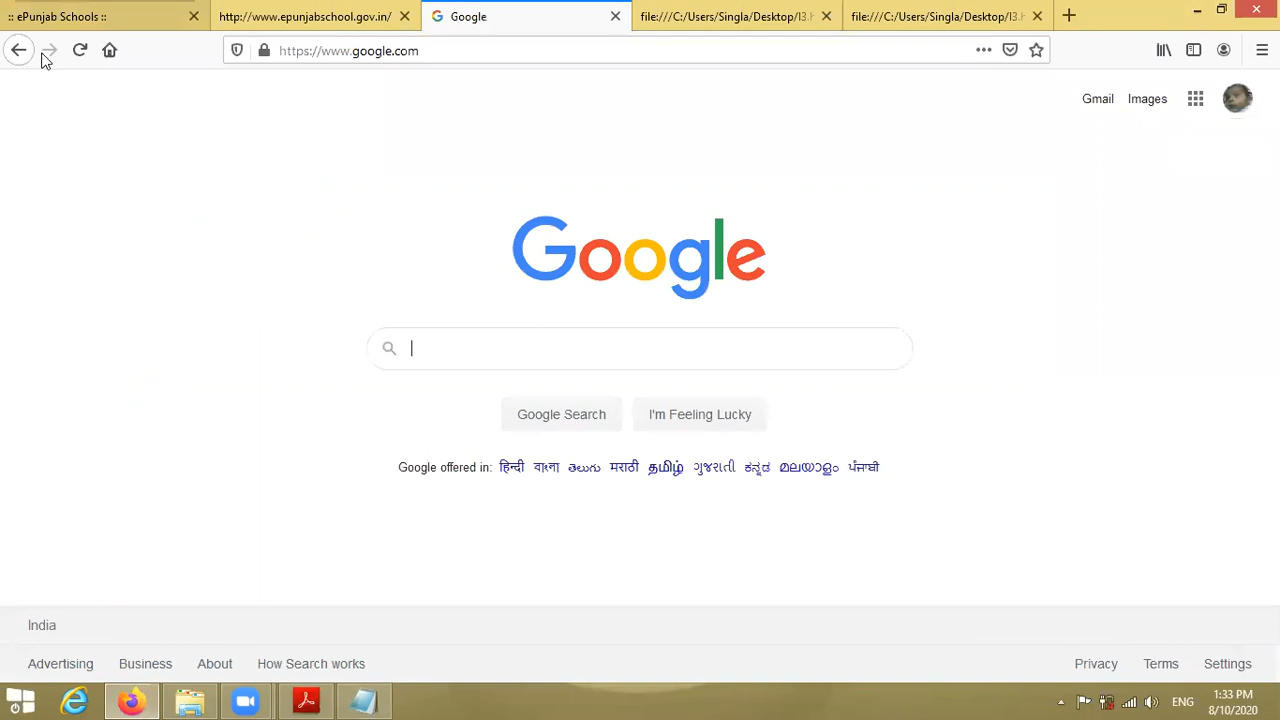 :: ePunjab Schools ::
http://www.epunjabschool.gov.in/
Google
file:///C:/Users/Singla/Desktop/l3.h
file:///C:/Users/Singla/Desktop/l3.h
https://www.google.com
Gmail Images
Google
Google Search I'm Feeling Lucky
Google offered in: हिन्दी বাংলা తెలుగు मराठी தமிழ் ગુજરાતી ಕನ್ನಡ മലയാളം ਪੰਜਾਬੀ
India
Advertising Business About How Search works Privacy Terms Settings
ENG
1:33 PM
8/10/2020